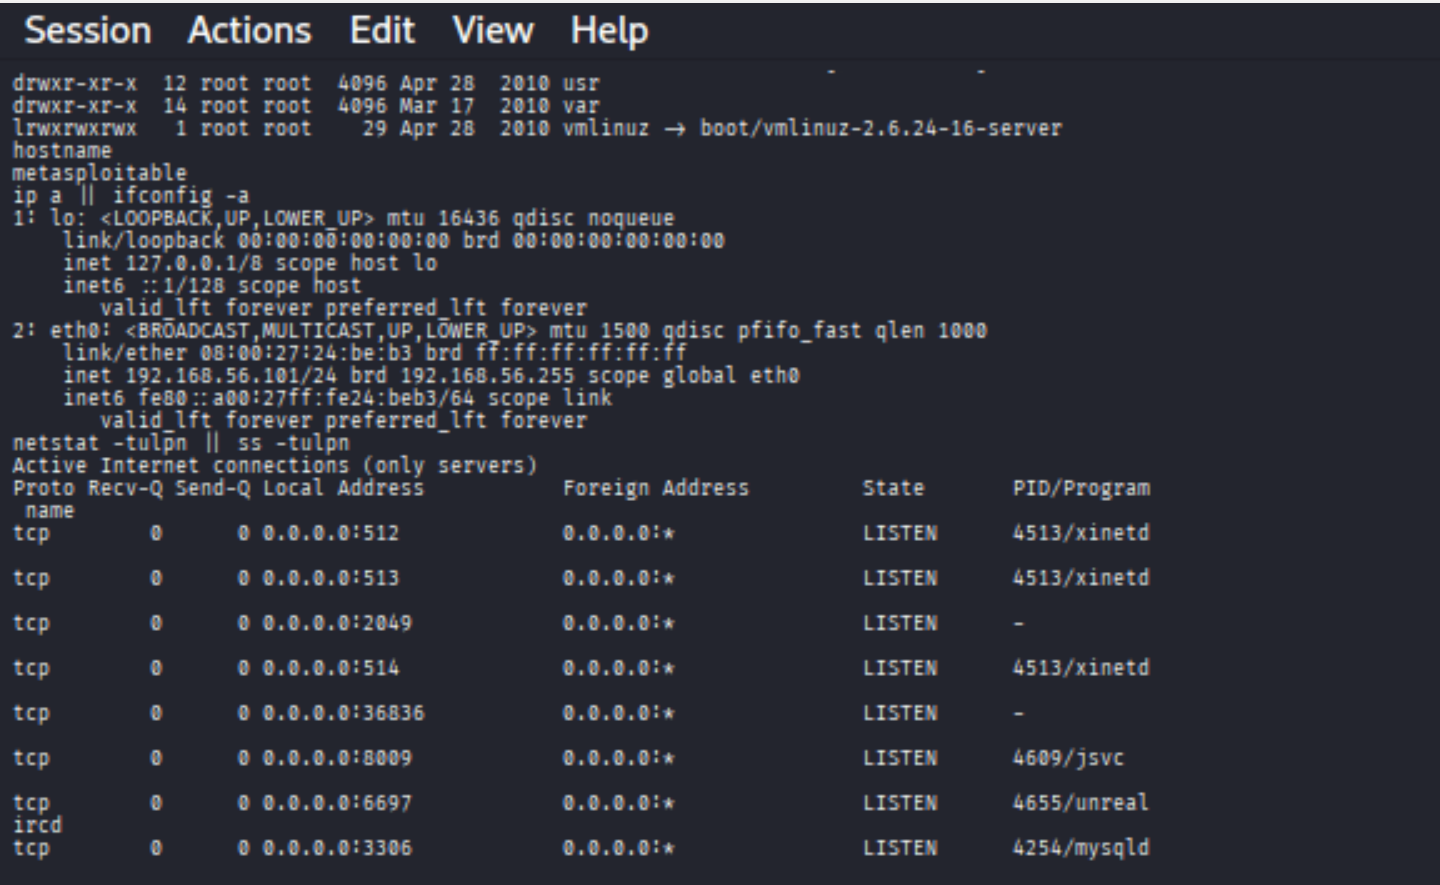 Session Actions Edit View Help
drwxr-xr-x  12 root root  4096 Apr 28  2010 usr
drwxr-xr-x  14 root root  4096 Mar 17  2010 var
lrwxrwxrwx   1 root root    29 Apr 28  2010 vmlinuz → boot/vmlinuz-2.6.24-16-server
hostname
metasploitable
ip a || ifconfig -a
1: lo: <LOOPBACK,UP,LOWER_UP> mtu 16436 qdisc noqueue
    link/loopback 00:00:00:00:00:00 brd 00:00:00:00:00:00
    inet 127.0.0.1/8 scope host lo
    inet6 ::1/128 scope host
       valid_lft forever preferred_lft forever
2: eth0: <BROADCAST,MULTICAST,UP,LOWER_UP> mtu 1500 qdisc pfifo_fast qlen 1000
    link/ether 08:00:27:24:be:b3 brd ff:ff:ff:ff:ff:ff
    inet 192.168.56.101/24 brd 192.168.56.255 scope global eth0
    inet6 fe80::a00:27ff:fe24:beb3/64 scope link
       valid_lft forever preferred_lft forever
netstat -tulpn || ss -tulpn
Active Internet connections (only servers)
Proto Recv-Q Send-Q Local Address           Foreign Address         State       PID/Program
 name
tcp        0      0 0.0.0.0:512             0.0.0.0:*               LISTEN      4513/xinetd
tcp        0      0 0.0.0.0:513             0.0.0.0:*               LISTEN      4513/xinetd
tcp        0      0 0.0.0.0:2049            0.0.0.0:*               LISTEN      -
tcp        0      0 0.0.0.0:514             0.0.0.0:*               LISTEN      4513/xinetd
tcp        0      0 0.0.0.0:36836           0.0.0.0:*               LISTEN      -
tcp        0      0 0.0.0.0:8009            0.0.0.0:*               LISTEN      4609/jsvc
tcp        0      0 0.0.0.0:6697            0.0.0.0:*               LISTEN      4655/unreal
ircd
tcp        0      0 0.0.0.0:3306            0.0.0.0:*               LISTEN      4254/mysqld